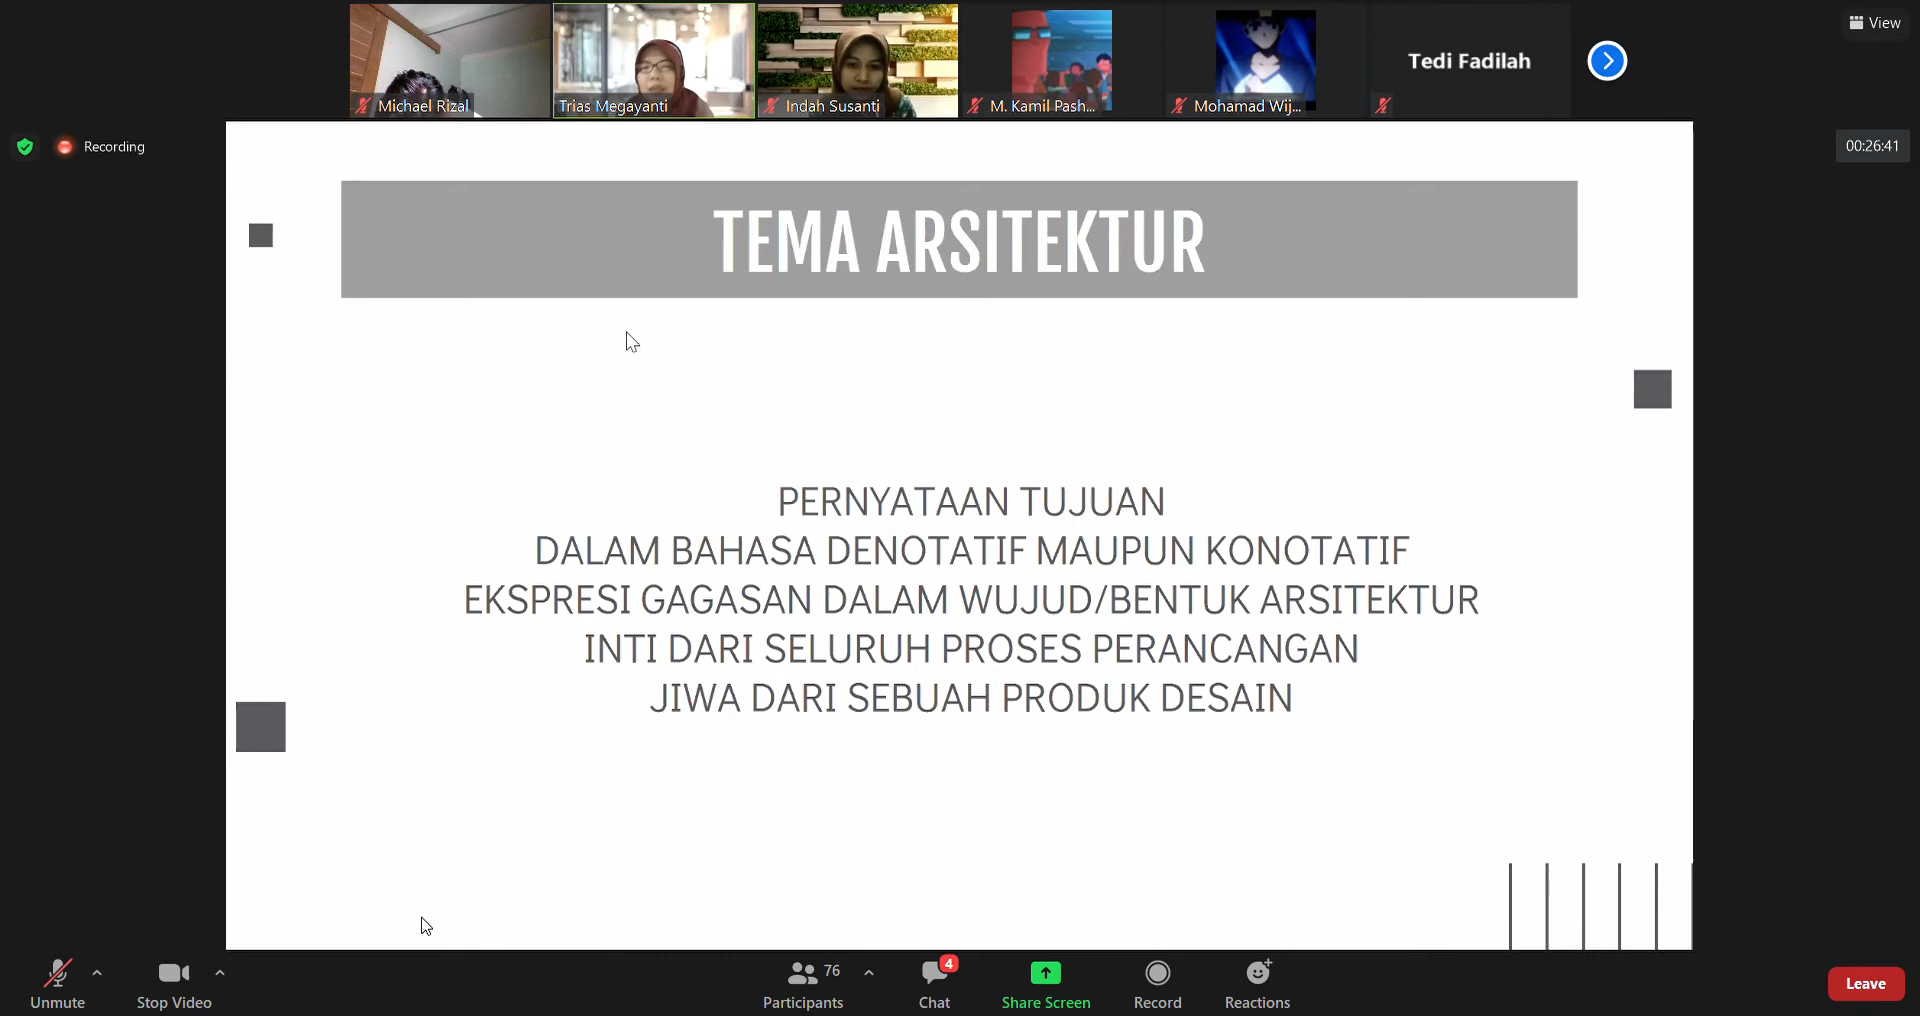 View
Michael Rizal
Trias Megayanti
Indah Susanti
M. Kamil Pash...
Mohamad Wij...
Tedi Fadilah
Recording
00:26:41
TEMA ARSITEKTUR
PERNYATAAN TUJUAN
DALAM BAHASA DENOTATIF MAUPUN KONOTATIF
EKSPRESI GAGASAN DALAM WUJUD/BENTUK ARSITEKTUR
INTI DARI SELURUH PROSES PERANCANGAN
JIWA DARI SEBUAH PRODUK DESAIN
Unmute
Stop Video
76
Participants
4
Chat
Share Screen
Record
Reactions
Leave